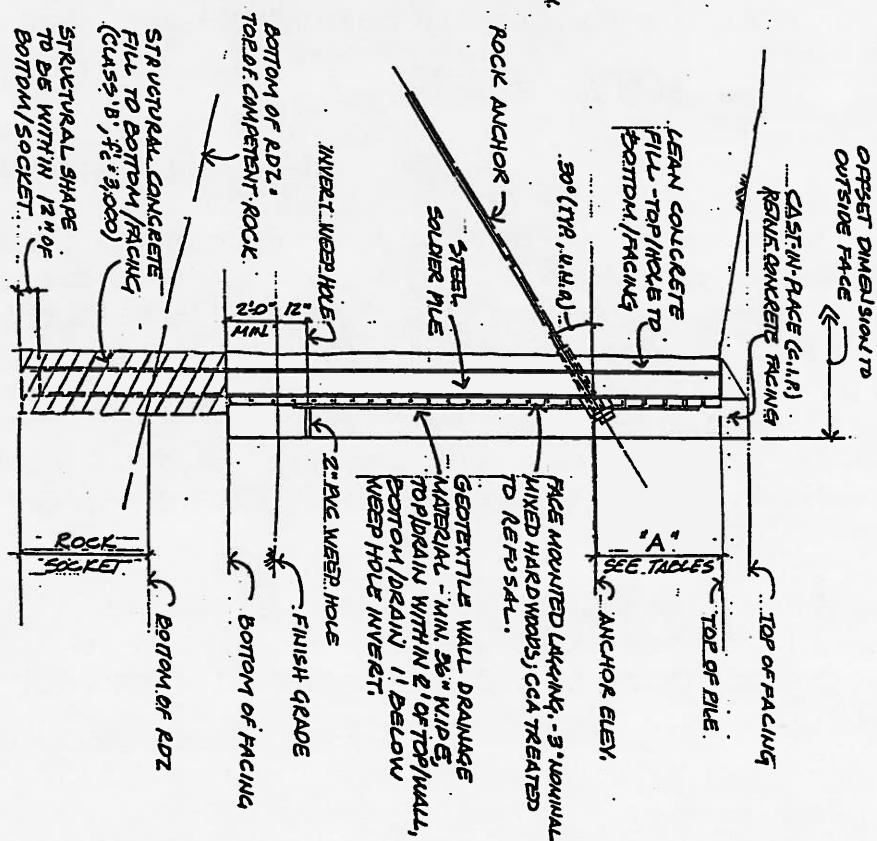 OFFSET DIMENSION TO
OUTSIDE FACE
CAST-IN-PLACE (C.I.P.)
REINF. CONCRETE FACING
LEAN CONCRETE
FILL - TOP/HOLE TO
BOTTOM/FACING
30° (TYP., U.N.O.)
ROCK ANCHOR
STEEL
SOLDIER PILE
INVERT WEEP HOLE
2'-0" 12"
MIN.
BOTTOM OF RDZ =
TOP OF COMPETENT ROCK
STRUCTURAL CONCRETE
FILL TO BOTTOM/FACING
(CLASS 'B', f'c = 3,000)
STRUCTURAL SHAPE
TO BE WITHIN 12" OF
BOTTOM/SOCKET
TOP OF FACING
TOP OF PILE
"A"
SEE TABLES
ANCHOR ELEV.
FACE MOUNTED LAGGING - 3" NOMINAL
MIXED HARDWOODS; CCA TREATED
TO REFUSAL.
GEOTEXTILE WALL DRAINAGE
MATERIAL - MIN. 36" WIDE,
TOP/DRAIN WITHIN 2' OF TOP/WALL,
BOTTOM/DRAIN 1' BELOW
WEEP HOLE INVERT.
2" PVC WEEP HOLE
FINISH GRADE
BOTTOM OF FACING
BOTTOM OF RDZ
ROCK
SOCKET